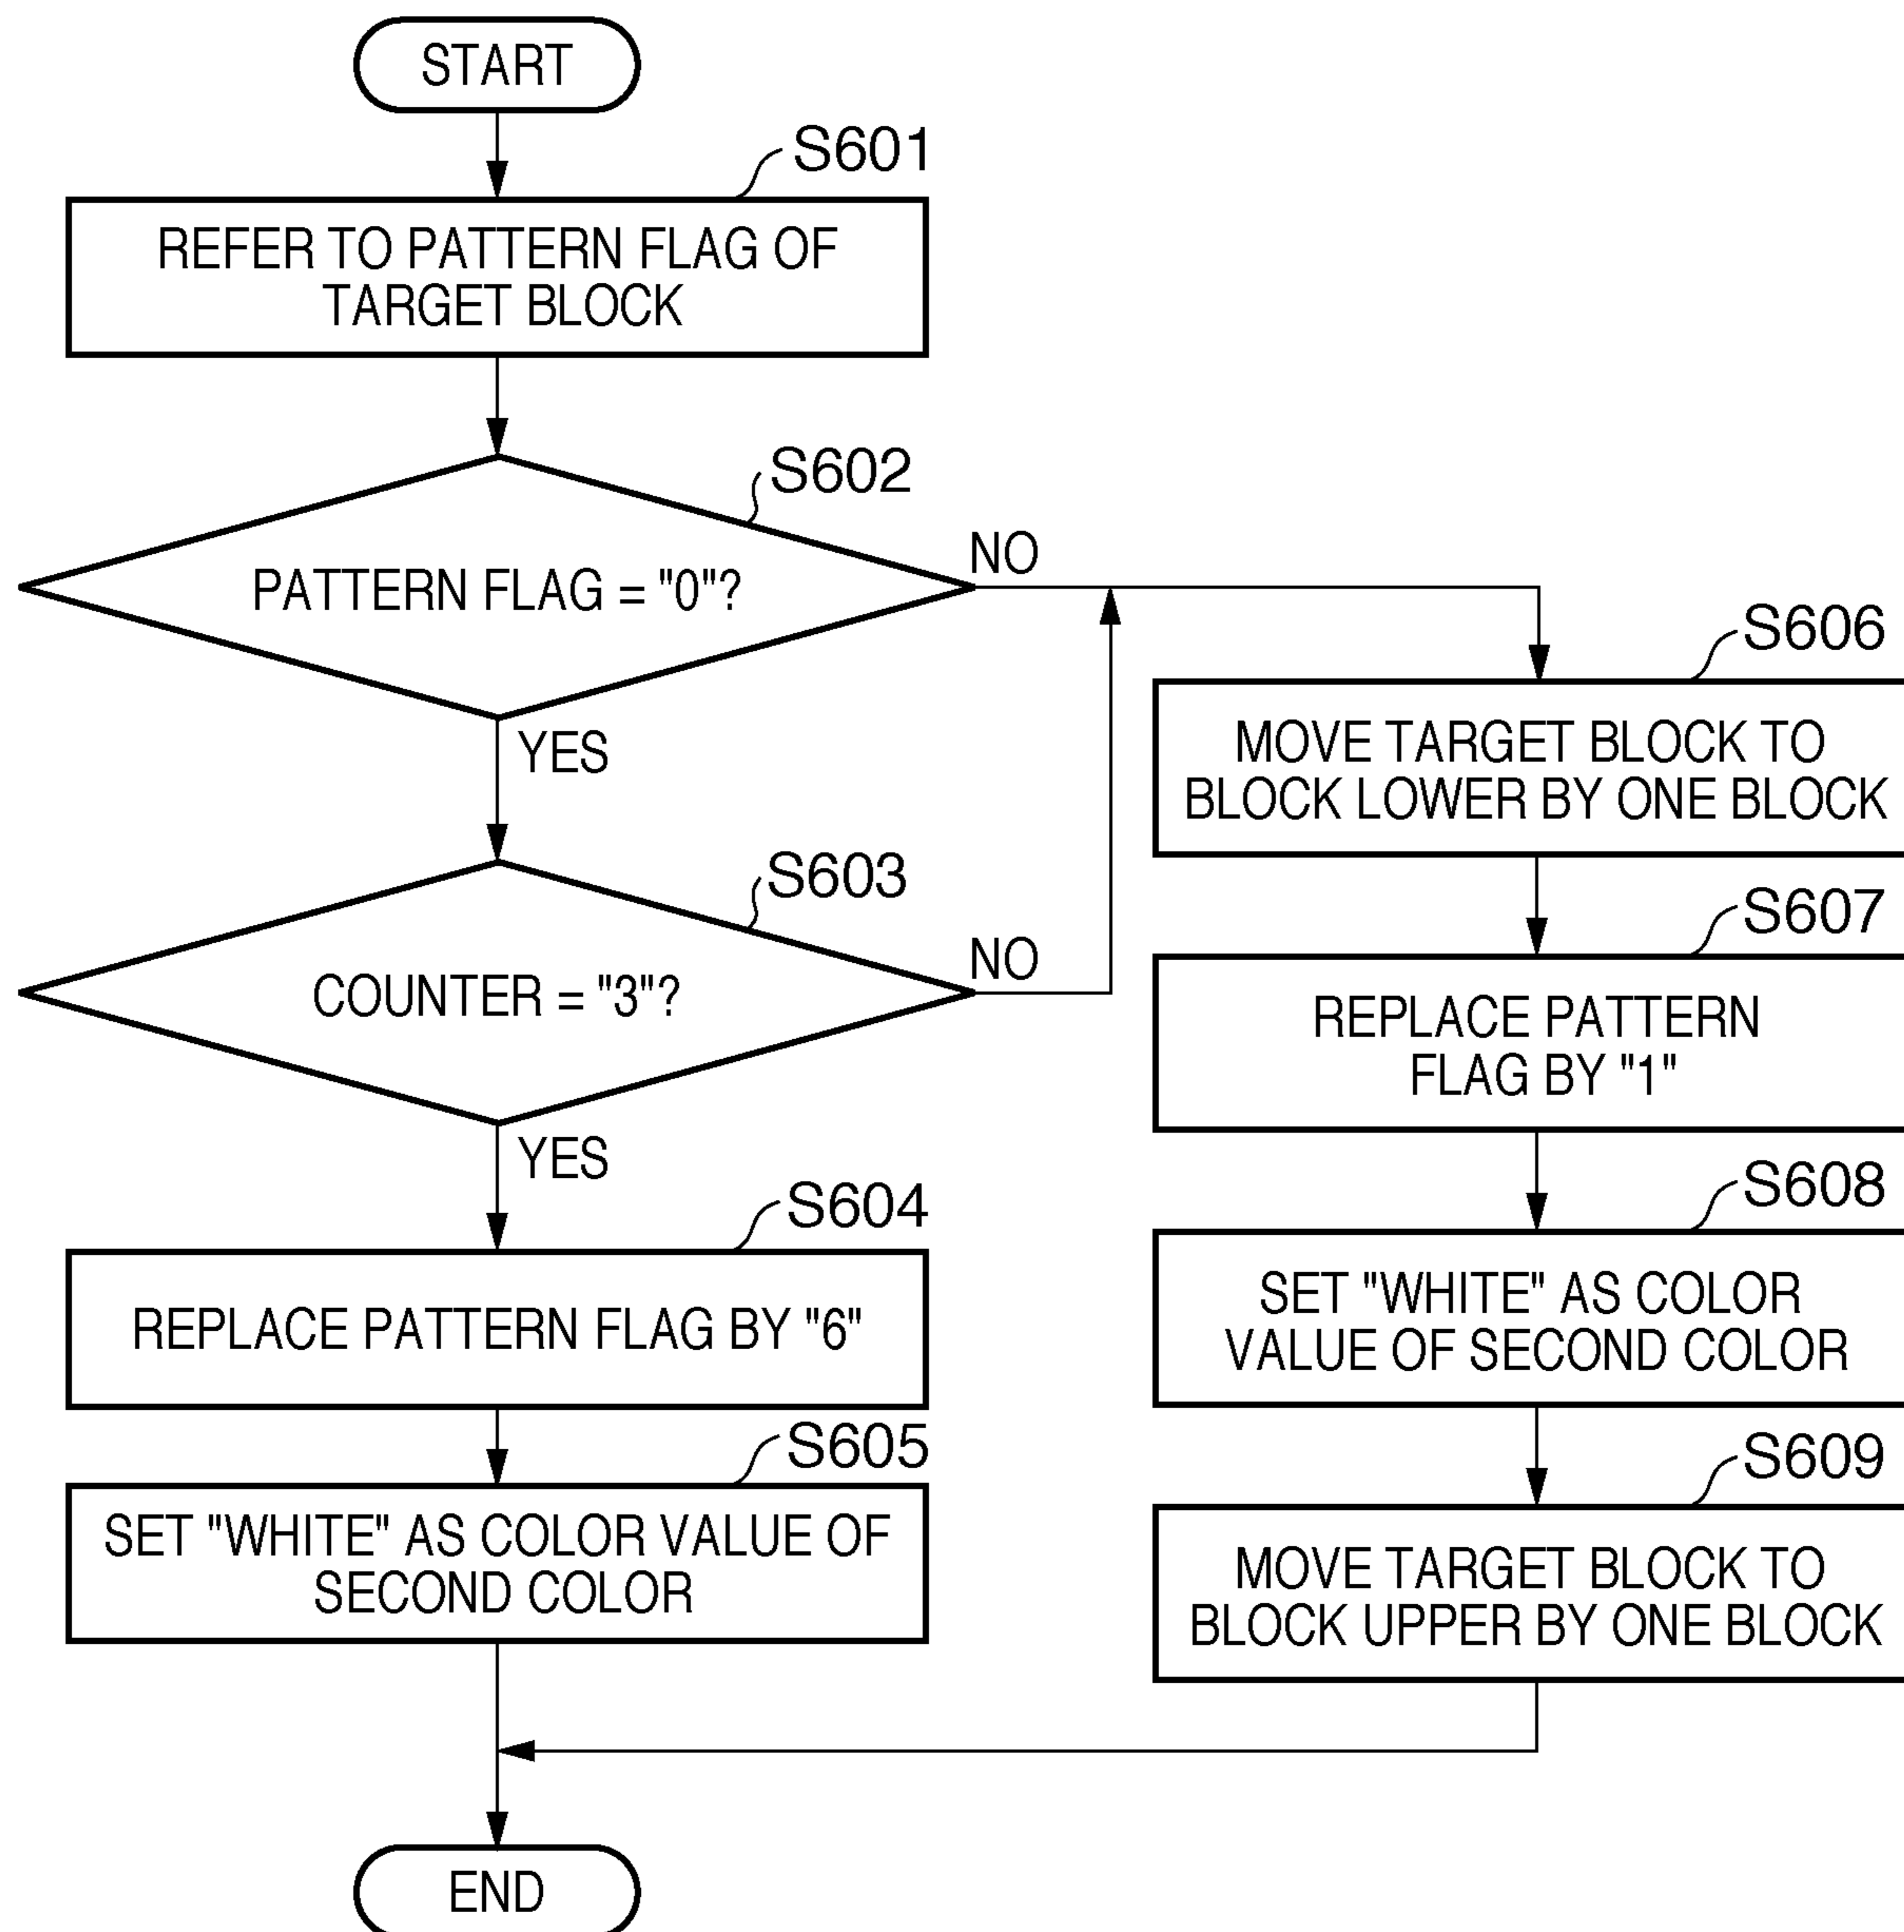 START
S601
REFER TO PATTERN FLAG OF
TARGET BLOCK
S602
PATTERN FLAG = "0"?
NO
YES
S603
COUNTER = "3"?
NO
YES
S604
REPLACE PATTERN FLAG BY "6"
S605
SET "WHITE" AS COLOR VALUE OF
SECOND COLOR
S606
MOVE TARGET BLOCK TO
BLOCK LOWER BY ONE BLOCK
S607
REPLACE PATTERN
FLAG BY "1"
S608
SET "WHITE" AS COLOR
VALUE OF SECOND COLOR
S609
MOVE TARGET BLOCK TO
BLOCK UPPER BY ONE BLOCK
END